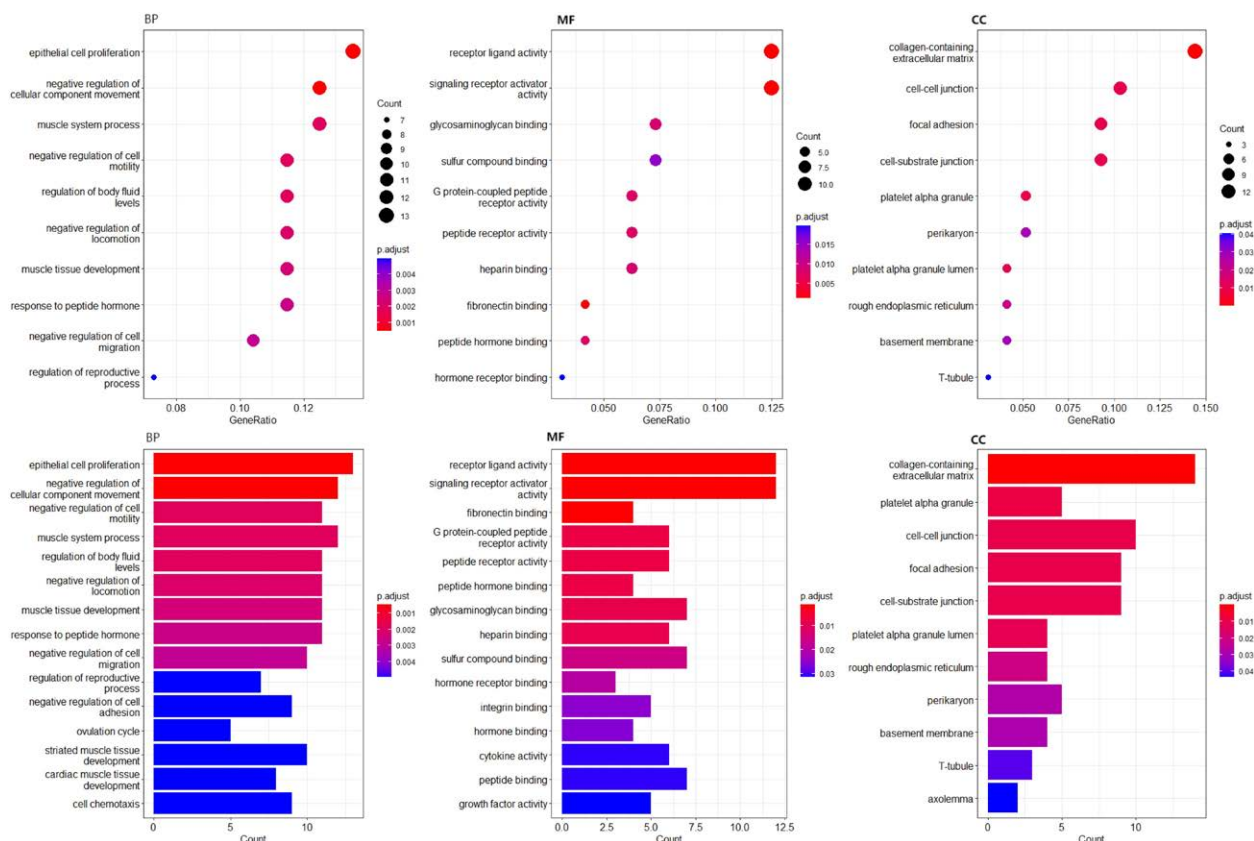 BP
epithelial cell proliferation
negative regulation of
cellular component movement
muscle system process
negative regulation of cell
motility
regulation of body fluid
levels
negative regulation of
locomotion
muscle tissue development
response to peptide hormone
negative regulation of cell
migration
regulation of reproductive
process
0.08 0.10 0.12
GeneRatio
Count
7
8
9
10
11
12
13
p.adjust
0.004
0.003
0.002
0.001
MF
receptor ligand activity
signaling receptor activator
activity
glycosaminoglycan binding
sulfur compound binding
G protein-coupled peptide
receptor activity
peptide receptor activity
heparin binding
fibronectin binding
peptide hormone binding
hormone receptor binding
0.050 0.075 0.100 0.125
GeneRatio
Count
5.0
7.5
10.0
p.adjust
0.015
0.010
0.005
CC
collagen-containing
extracellular matrix
cell-cell junction
focal adhesion
cell-substrate junction
platelet alpha granule
perikaryon
platelet alpha granule lumen
rough endoplasmic reticulum
basement membrane
T-tubule
0.050 0.075 0.100 0.125 0.150
GeneRatio
Count
3
6
9
12
p.adjust
0.04
0.03
0.02
0.01
BP
epithelial cell proliferation
negative regulation of
cellular component movement
negative regulation of cell
motility
muscle system process
regulation of body fluid
levels
negative regulation of
locomotion
muscle tissue development
response to peptide hormone
negative regulation of cell
migration
regulation of reproductive
process
negative regulation of cell
adhesion
ovulation cycle
striated muscle tissue
development
cardiac muscle tissue
development
cell chemotaxis
0 5 10
Count
p.adjust
0.001
0.002
0.003
0.004
MF
receptor ligand activity
signaling receptor activator
activity
fibronectin binding
G protein-coupled peptide
receptor activity
peptide receptor activity
peptide hormone binding
glycosaminoglycan binding
heparin binding
sulfur compound binding
hormone receptor binding
integrin binding
hormone binding
cytokine activity
peptide binding
growth factor activity
0.0 2.5 5.0 7.5 10.0 12.5
Count
p.adjust
0.01
0.02
0.03
CC
collagen-containing
extracellular matrix
platelet alpha granule
cell-cell junction
focal adhesion
cell-substrate junction
platelet alpha granule lumen
rough endoplasmic reticulum
perikaryon
basement membrane
T-tubule
axolemma
0 5 10
Count
p.adjust
0.01
0.02
0.03
0.04